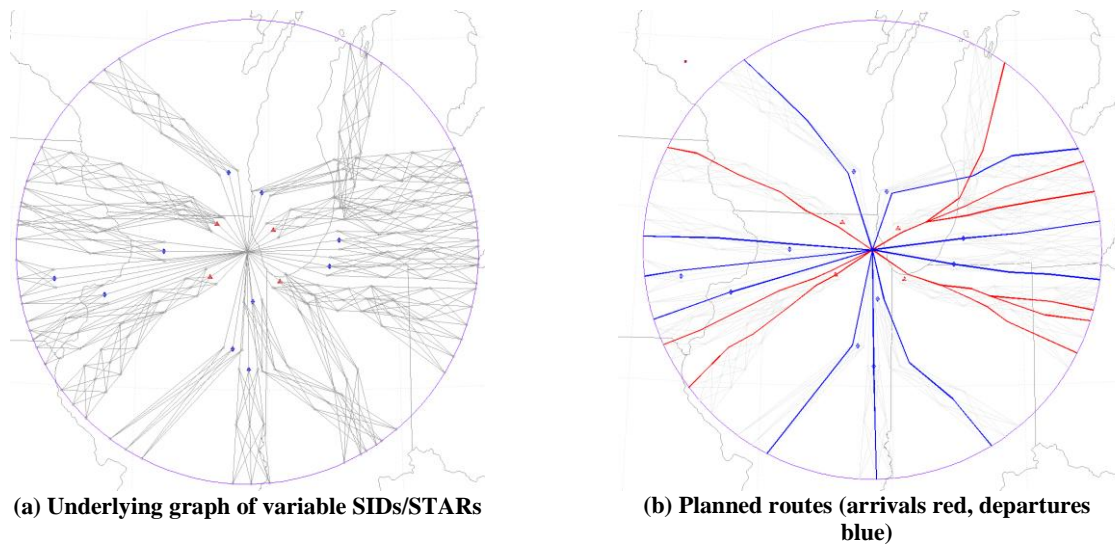 (a) Underlying graph of variable SIDs/STARs
(b) Planned routes (arrivals red, departures
blue)